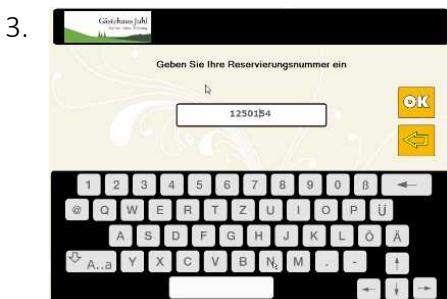 3.
Gästehaus Juhl
Geben Sie Ihre Reservierungsnummer ein
1250154
OK
1 2 3 4 5 6 7 8 9 0 ß
@ Q W E R T Z U I O P Ü
A S D F G H J K L Ö Ä
A..a Y X C V B N M . -